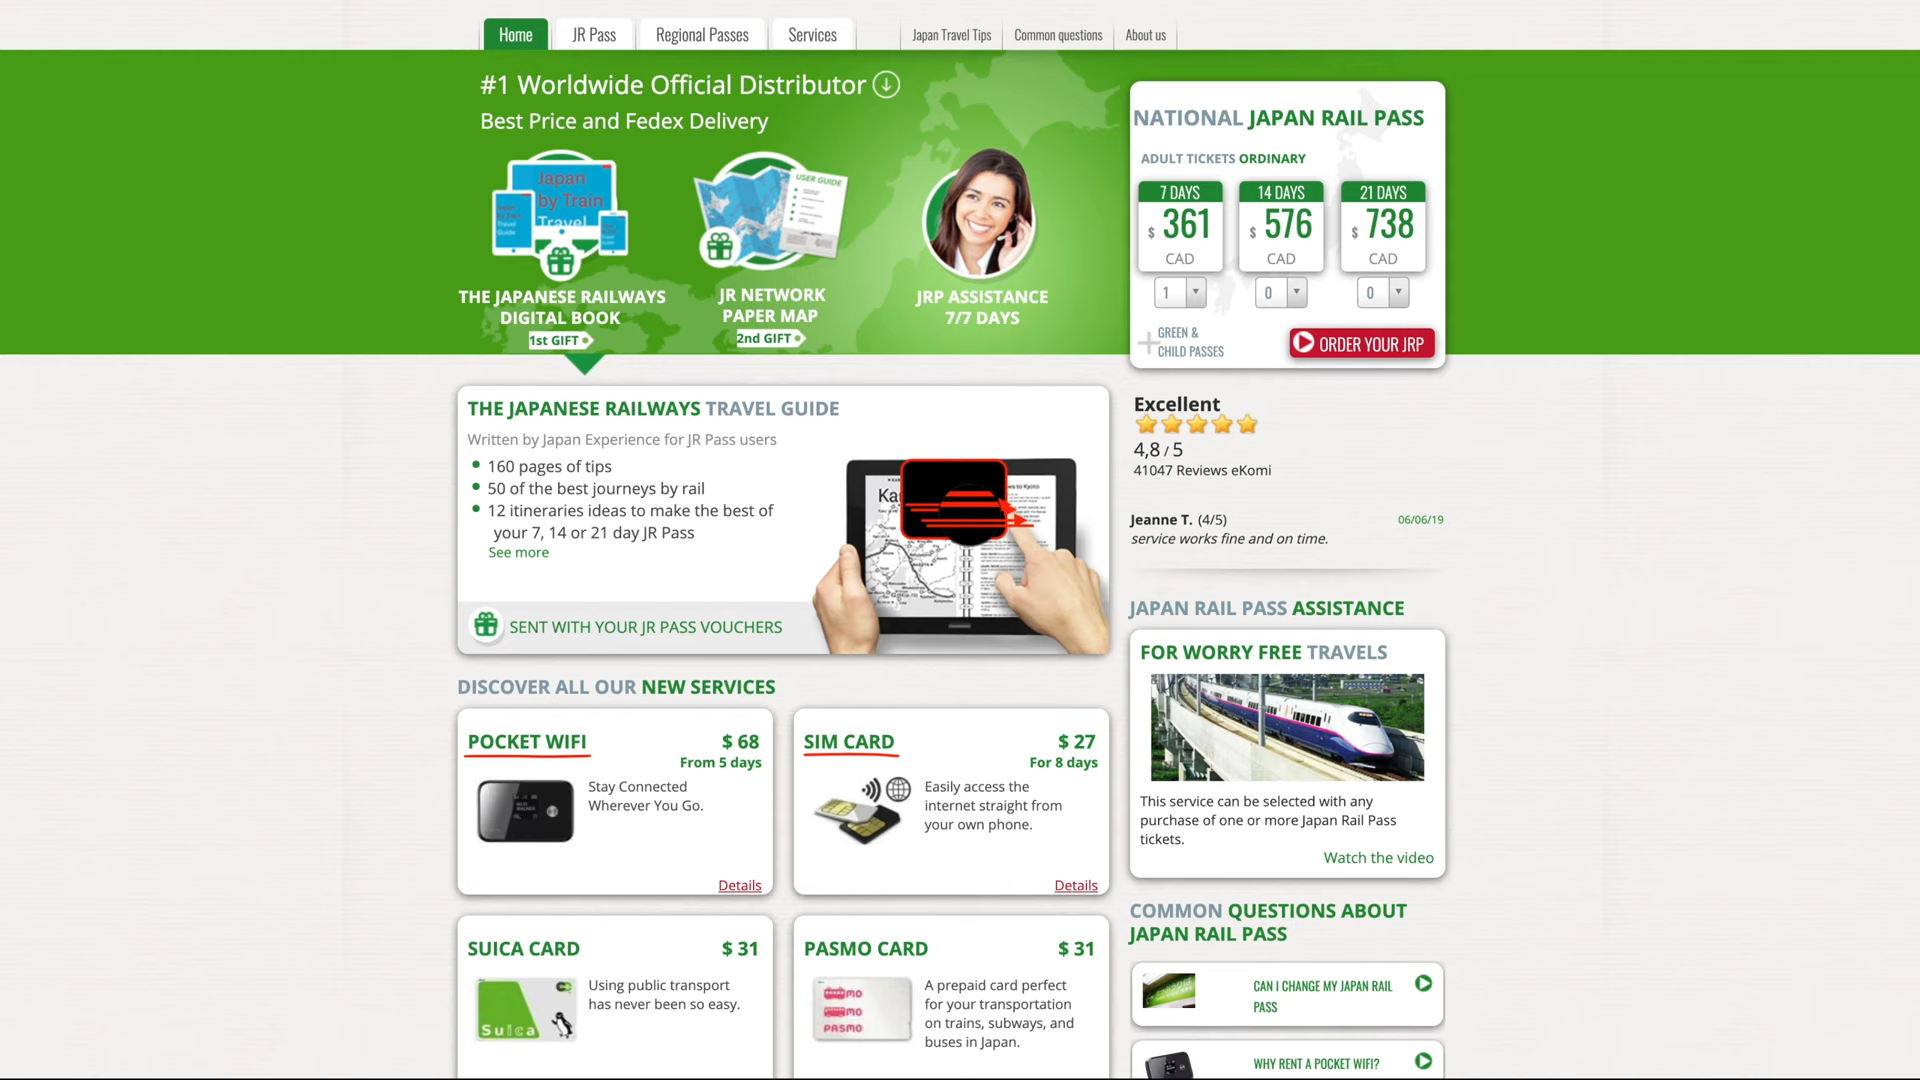 Home
JR Pass
Regional Passes
Services
Japan Travel Tips
Common questions
About us
#1 Worldwide Official Distributor
Best Price and Fedex Delivery
Japan
by Train
Travel
USER GUIDE
THE JAPANESE RAILWAYS
DIGITAL BOOK
1st GIFT
JR NETWORK
PAPER MAP
2nd GIFT
JRP ASSISTANCE
7/7 DAYS
NATIONAL JAPAN RAIL PASS
ADULT TICKETS ORDINARY
7 DAYS
$ 361
CAD
1
14 DAYS
$ 576
CAD
0
21 DAYS
$ 738
CAD
0
GREEN &
CHILD PASSES
ORDER YOUR JRP
THE JAPANESE RAILWAYS TRAVEL GUIDE
Written by Japan Experience for JR Pass users
160 pages of tips
50 of the best journeys by rail
12 itineraries ideas to make the best of
your 7, 14 or 21 day JR Pass
See more
SENT WITH YOUR JR PASS VOUCHERS
Excellent
4,8 / 5
41047 Reviews eKomi
Jeanne T. (4/5)
06/06/19
service works fine and on time.
JAPAN RAIL PASS ASSISTANCE
FOR WORRY FREE TRAVELS
This service can be selected with any
purchase of one or more Japan Rail Pass
tickets.
Watch the video
DISCOVER ALL OUR NEW SERVICES
POCKET WIFI
$ 68
From 5 days
Stay Connected
Wherever You Go.
Details
SIM CARD
$ 27
For 8 days
Easily access the
internet straight from
your own phone.
Details
SUICA CARD
$ 31
Using public transport
has never been so easy.
Suica
PASMO CARD
$ 31
A prepaid card perfect
for your transportation
on trains, subways, and
buses in Japan.
MO
MO
PASMO
COMMON QUESTIONS ABOUT
JAPAN RAIL PASS
CAN I CHANGE MY JAPAN RAIL
PASS
WHY RENT A POCKET WIFI?